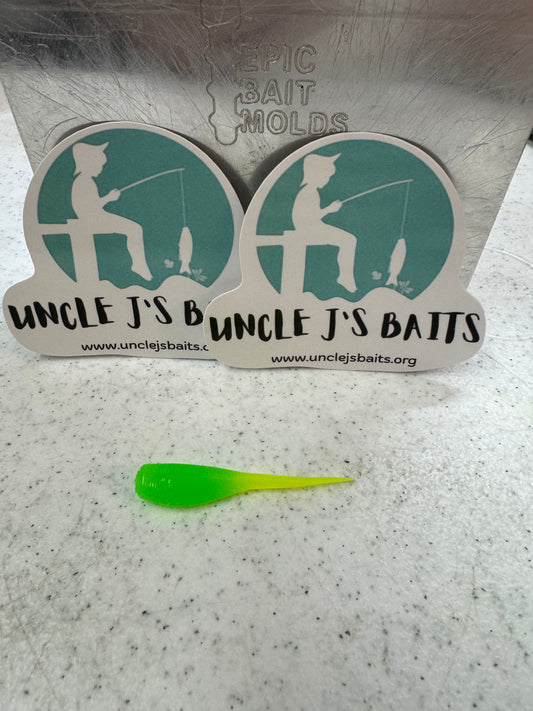 EPIC
BAIT
MOLDS
UNCLE J'S B
www.unclejsbaits.o
UNCLE J'S BAITS
www.unclejsbaits.org